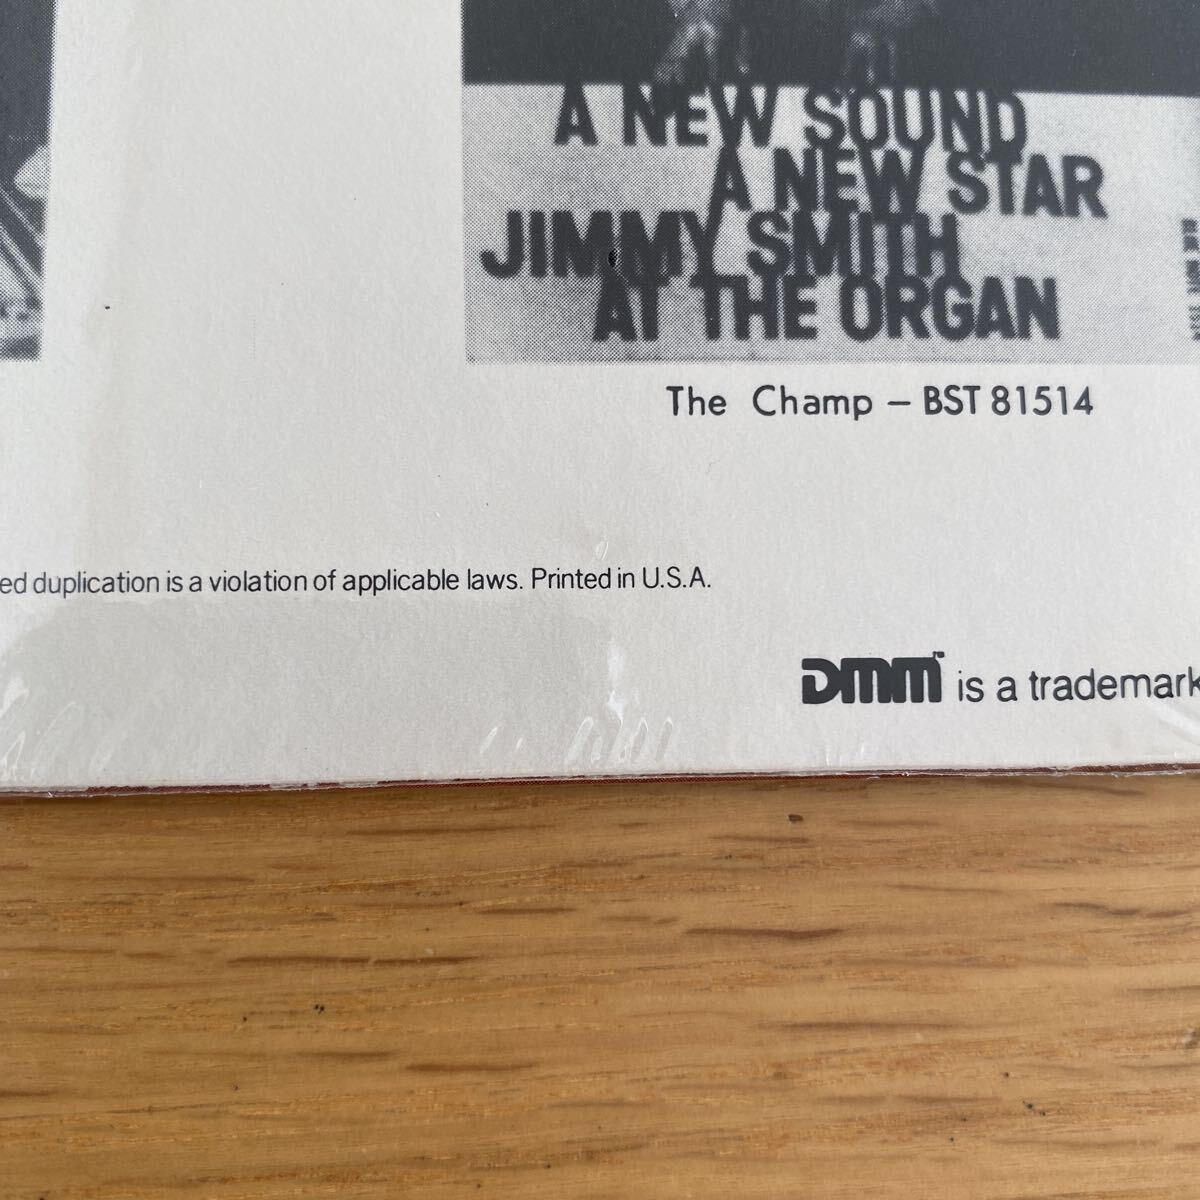 A NEW SOUND
A NEW STAR
JIMMY SMITH
AT THE ORGAN
The Champ – BST 81514
ed duplication is a violation of applicable laws. Printed in U.S.A.
DMM™ is a trademark